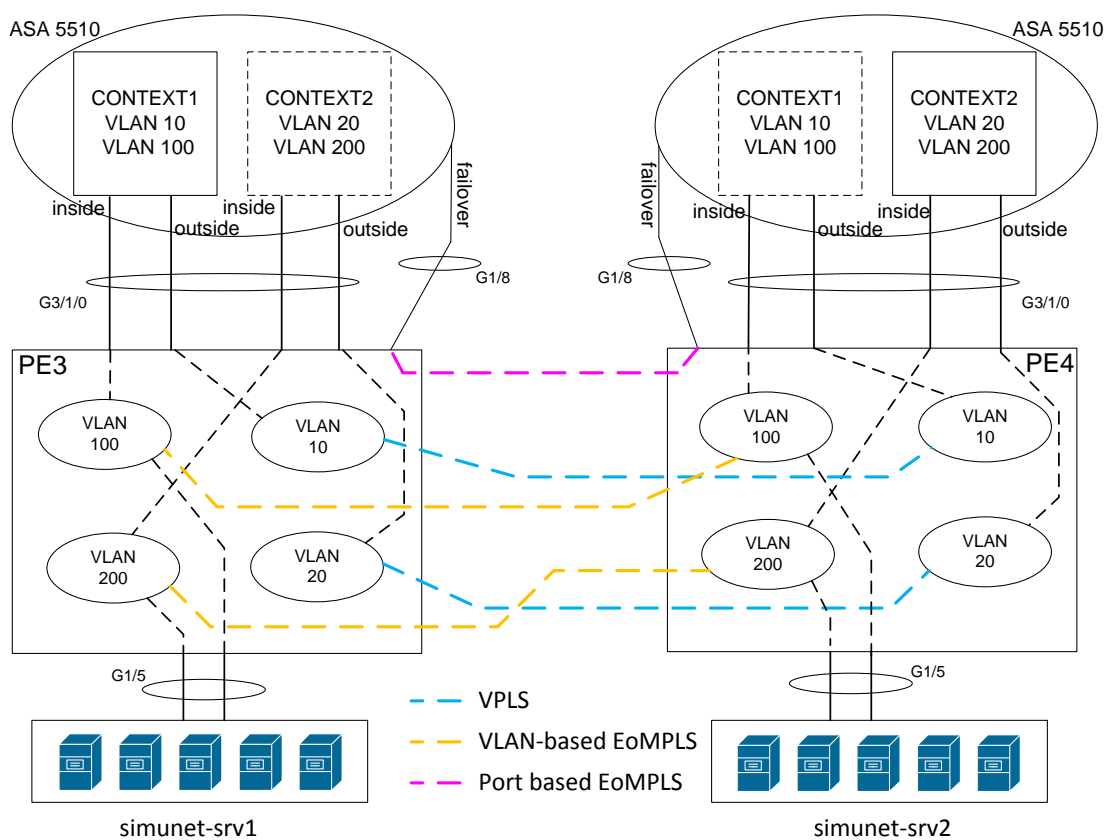 ASA 5510
ASA 5510
CONTEXT1
VLAN 10
VLAN 100
CONTEXT2
VLAN 20
VLAN 200
CONTEXT1
VLAN 10
VLAN 100
CONTEXT2
VLAN 20
VLAN 200
failover
failover
inside
outside
inside
outside
inside
outside
inside
outside
G3/1/0
G1/8
G1/8
G3/1/0
PE3
PE4
VLAN
100
VLAN
10
VLAN
100
VLAN
10
VLAN
200
VLAN
20
VLAN
200
VLAN
20
G1/5
G1/5
VPLS
VLAN-based EoMPLS
Port based EoMPLS
simunet-srv1
simunet-srv2